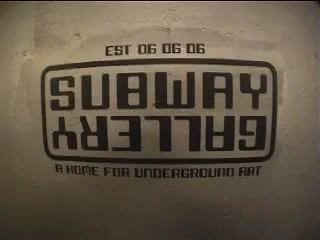 EST 06 06 06
SUBWAY
GALLERY
A HOME FOR UNDERGROUND ART